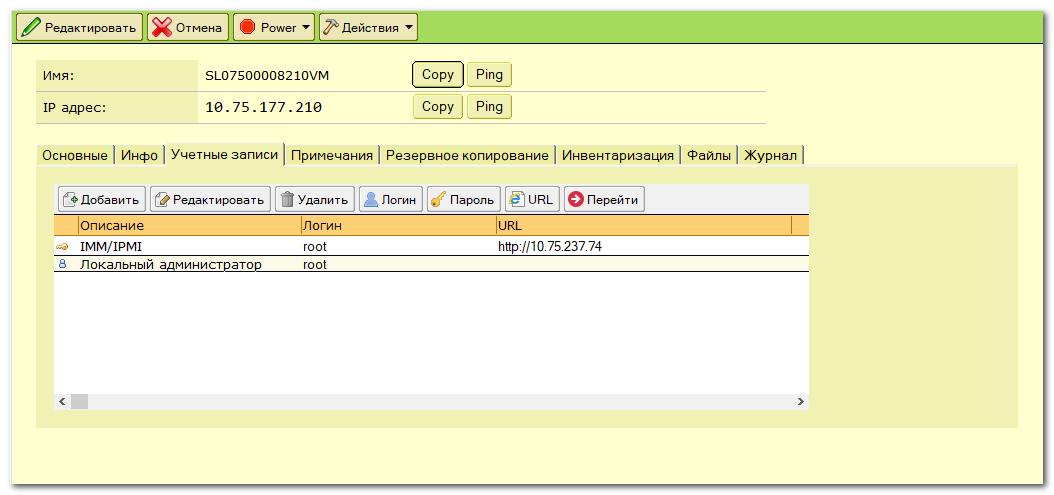 Редактировать Отмена Power Действия
Имя: SL07500008210VM Copy Ping
IP адрес: 10.75.177.210 Copy Ping
Основные Инфо Учетные записи Примечания Резервное копирование Инвентаризация Файлы Журнал
Добавить Редактировать Удалить Логин Пароль URL Перейти
Описание Логин URL
IMM/IPMI root http://10.75.237.74
Локальный администратор root